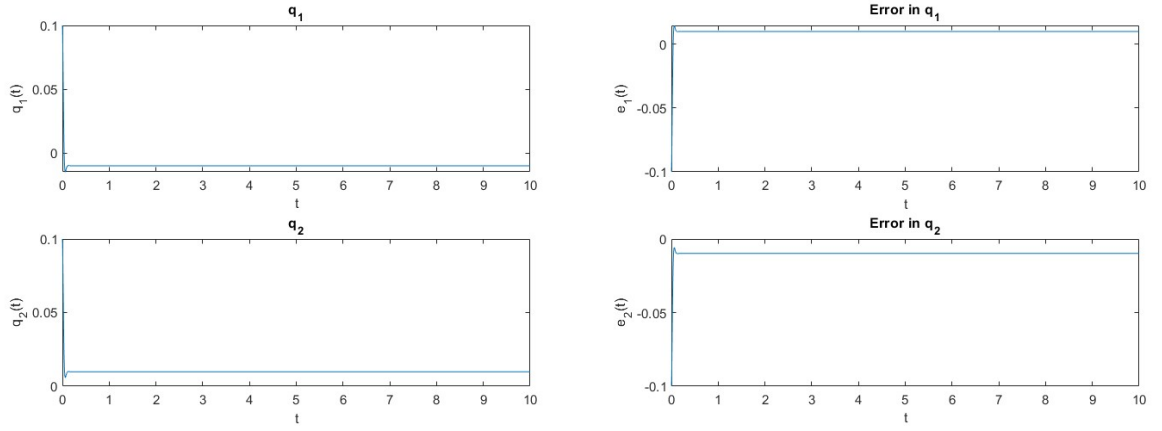 q1
0.1
0.05
0
q1(t)
0 1 2 3 4 5 6 7 8 9 10
t
Error in q1
0
-0.05
-0.1
e1(t)
0 1 2 3 4 5 6 7 8 9 10
t
q2
0.1
0.05
0
q2(t)
0 1 2 3 4 5 6 7 8 9 10
t
Error in q2
0
-0.05
-0.1
e2(t)
0 1 2 3 4 5 6 7 8 9 10
t